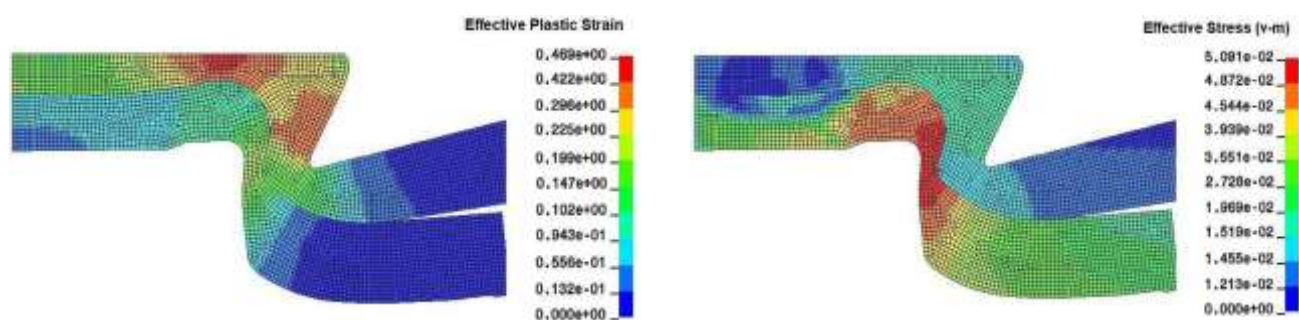 Effective Plastic Strain
0.469e+00
0.422e+00
0.296e+00
0.225e+00
0.199e+00
0.147e+00
0.102e+00
0.943e-01
0.556e-01
0.132e-01
0.000e+00
Effective Stress (v-m)
5.091e-02
4.872e-02
4.544e-02
3.939e-02
3.551e-02
2.728e-02
1.969e-02
1.519e-02
1.455e-02
1.213e-02
0.000e+00